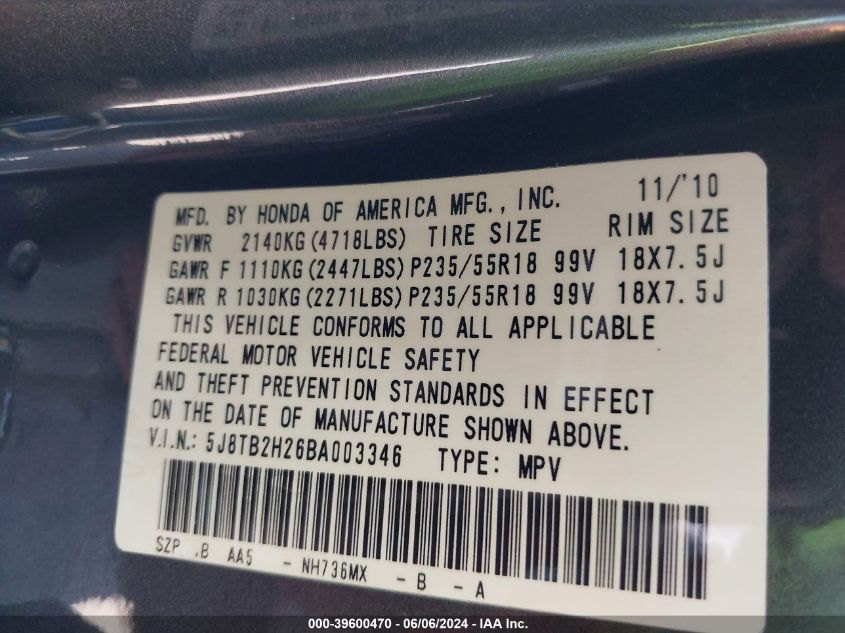 MFD. BY HONDA OF AMERICA MFG., INC. 11/'10
GVWR 2140KG (4718LBS) TIRE SIZE RIM SIZE
GAWR F 1110KG (2447LBS) P235/55R18 99V 18X7.5J
GAWR R 1030KG (2271LBS) P235/55R18 99V 18X7.5J
THIS VEHICLE CONFORMS TO ALL APPLICABLE
FEDERAL MOTOR VEHICLE SAFETY
AND THEFT PREVENTION STANDARDS IN EFFECT
ON THE DATE OF MANUFACTURE SHOWN ABOVE.
V.I.N.: 5J8TB2H26BA003346 TYPE: MPV
SZP .B AA5 - NH736MX - B - A
000-39600470 - 06/06/2024 - IAAI Inc.